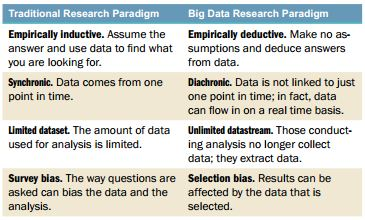 Traditional Research Paradigm
Big Data Research Paradigm
Empirically inductive. Assume the
answer and use data to find what
you are looking for.
Empirically deductive. Make no as-
sumptions and deduce answers
from data.
Synchronic. Data comes from one
point in time.
Diachronic. Data is not linked to just
one point in time; in fact, data
can flow in on a real time basis.
Limited dataset. The amount of data
used for analysis is limited.
Unlimited datastream. Those conduct-
ing analysis no longer collect
data; they extract data.
Survey bias. The way questions are
asked can bias the data and the
analysis.
Selection bias. Results can be
affected by the data that is
selected.